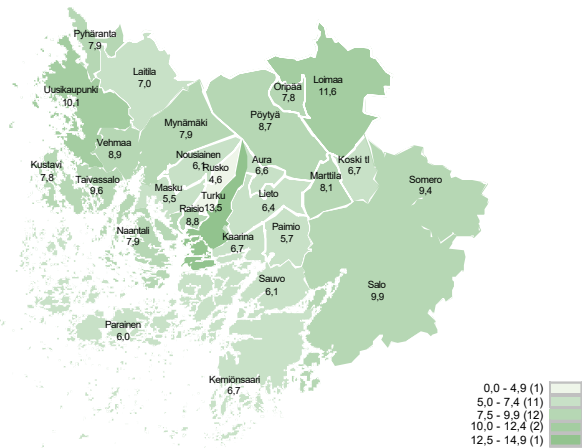 Pyhäranta
7,9
Laitila
7,0
Loimaa
11,6
Oripää
7,8
Uusikaupunki
10,1
Pöytyä
8,7
Mynämäki
7,9
Vehmaa
8,9
Nousiainen
6,1
Aura
6,6
Koski tl
6,7
Kustavi
7,8
Rusko
4,6
Marttila
8,1
Somero
9,4
Taivassalo
9,6
Masku
5,5
Turku
13,5
Lieto
6,4
Raisio
8,8
Paimio
5,7
Naantali
7,9
Kaarina
6,7
Sauvo
6,1
Salo
9,9
Parainen
6,0
Kemiönsaari
6,7
0,0 - 4,9 (1)
5,0 - 7,4 (11)
7,5 - 9,9 (12)
10,0 - 12,4 (2)
12,5 - 14,9 (1)